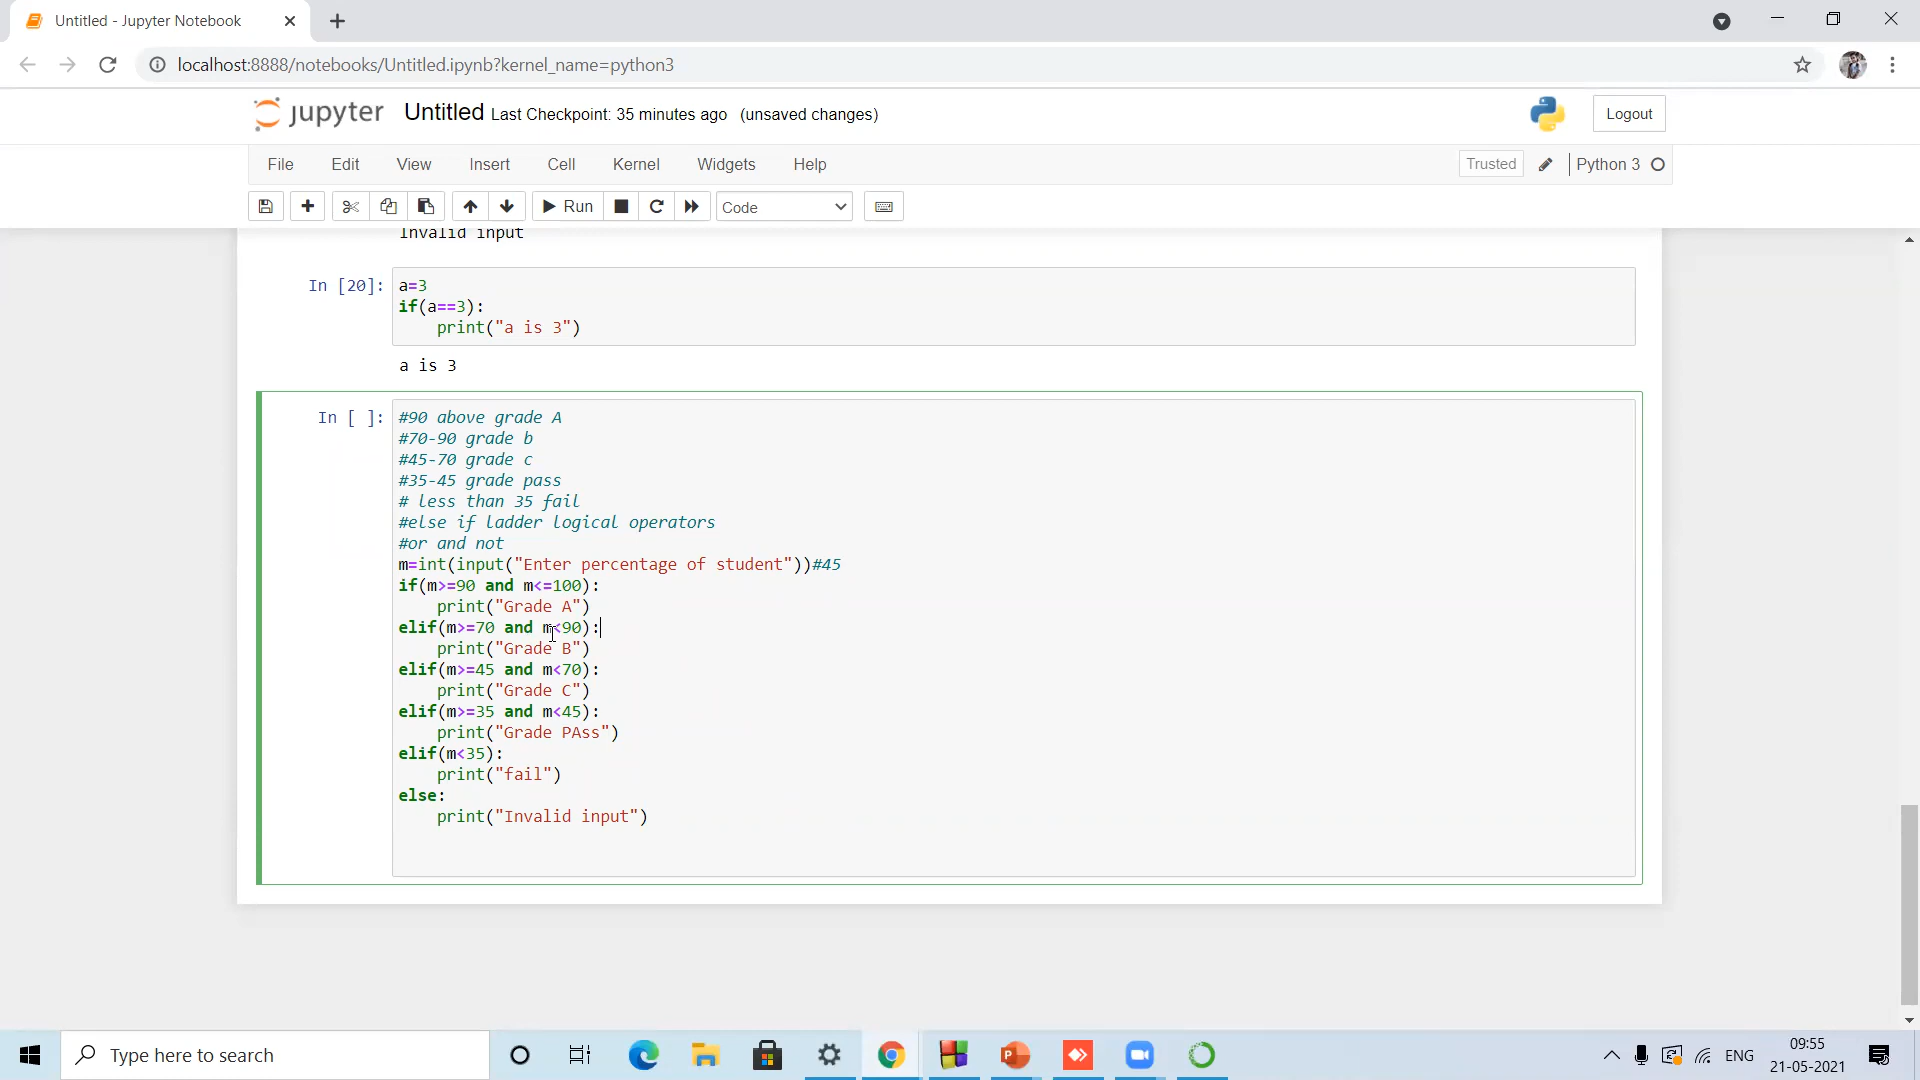 Untitled - Jupyter Notebook
localhost:8888/notebooks/Untitled.ipynb?kernel_name=python3
jupyter Untitled Last Checkpoint: 35 minutes ago (unsaved changes)
Logout
File Edit View Insert Cell Kernel Widgets Help
Trusted
Python 3
Run
Code
Invalid input
In [20]:
a=3
if(a==3):
    print("a is 3")
a is 3
In [ ]:
#90 above grade A
#70-90 grade b
#45-70 grade c
#35-45 grade pass
# less than 35 fail
#else if ladder logical operators
#or and not
m=int(input("Enter percentage of student"))#45
if(m>=90 and m<=100):
    print("Grade A")
elif(m>=70 and m<90):
    print("Grade B")
elif(m>=45 and m<70):
    print("Grade C")
elif(m>=35 and m<45):
    print("Grade PAss")
elif(m<35):
    print("fail")
else:
    print("Invalid input")
Type here to search
ENG
09:55
21-05-2021